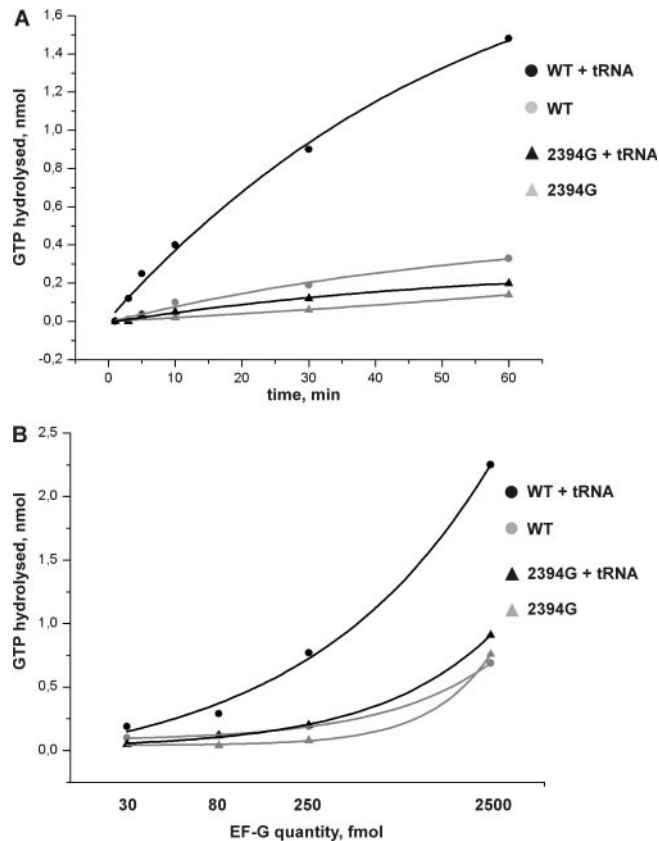 A
GTP hydrolysed, nmol
1,6
1,4
1,2
1,0
0,8
0,6
0,4
0,2
0,0
-0,2
0
10
20
30
40
50
60
time, min
WT + tRNA
WT
2394G + tRNA
2394G
B
GTP hydrolysed, nmol
2,5
2,0
1,5
1,0
0,5
0,0
30
80
250
2500
EF-G quantity, fmol
WT + tRNA
WT
2394G + tRNA
2394G